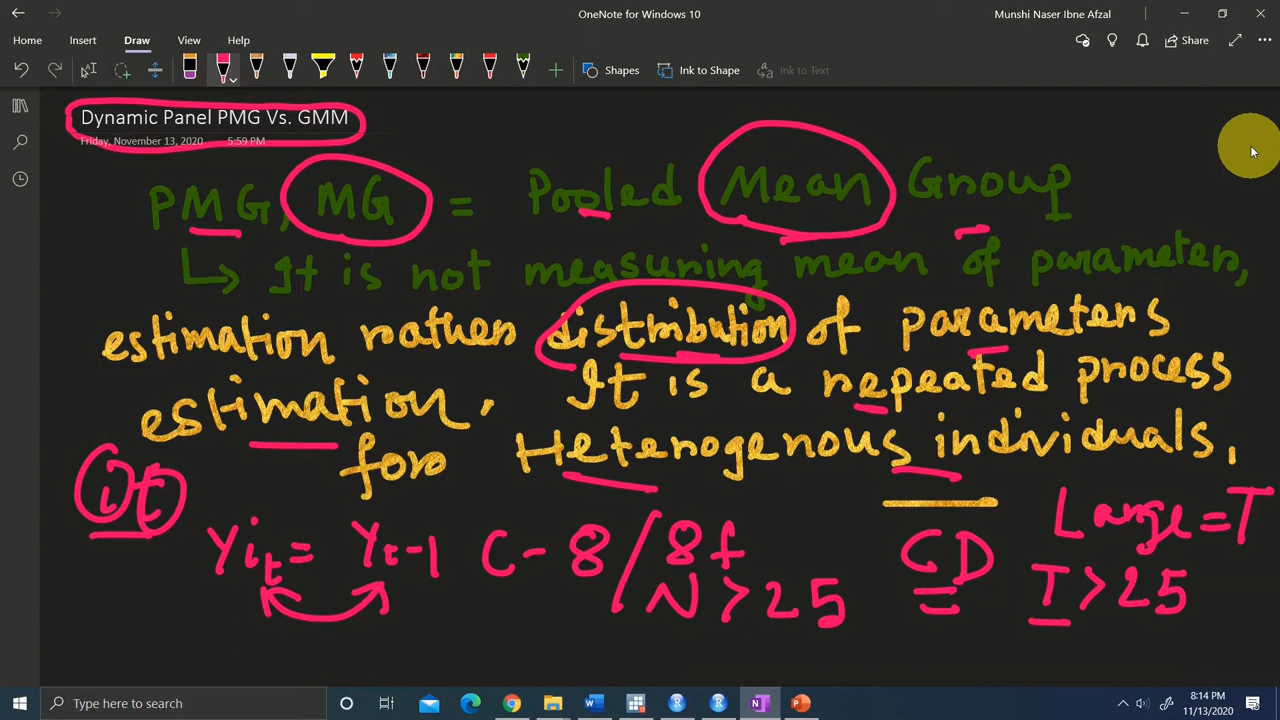 OneNote for Windows 10
Munshi Naser Ibne Afzal
Home Insert Draw View Help
Share
Shapes
Ink to Shape
Ink to Text
Dynamic Panel PMG Vs. GMM
Friday, November 13, 2020 5:59 PM
PMG, MG = Pooled Mean Group
↳ It is not measuring mean of parameters,
estimation rather distribution of parameters
estimation. It is a repeated process
for Heterogenous individuals.
it
Yit = Yt-1 C-8/8f CD Large = T
N > 25 T > 25
Type here to search
8:14 PM
11/13/2020